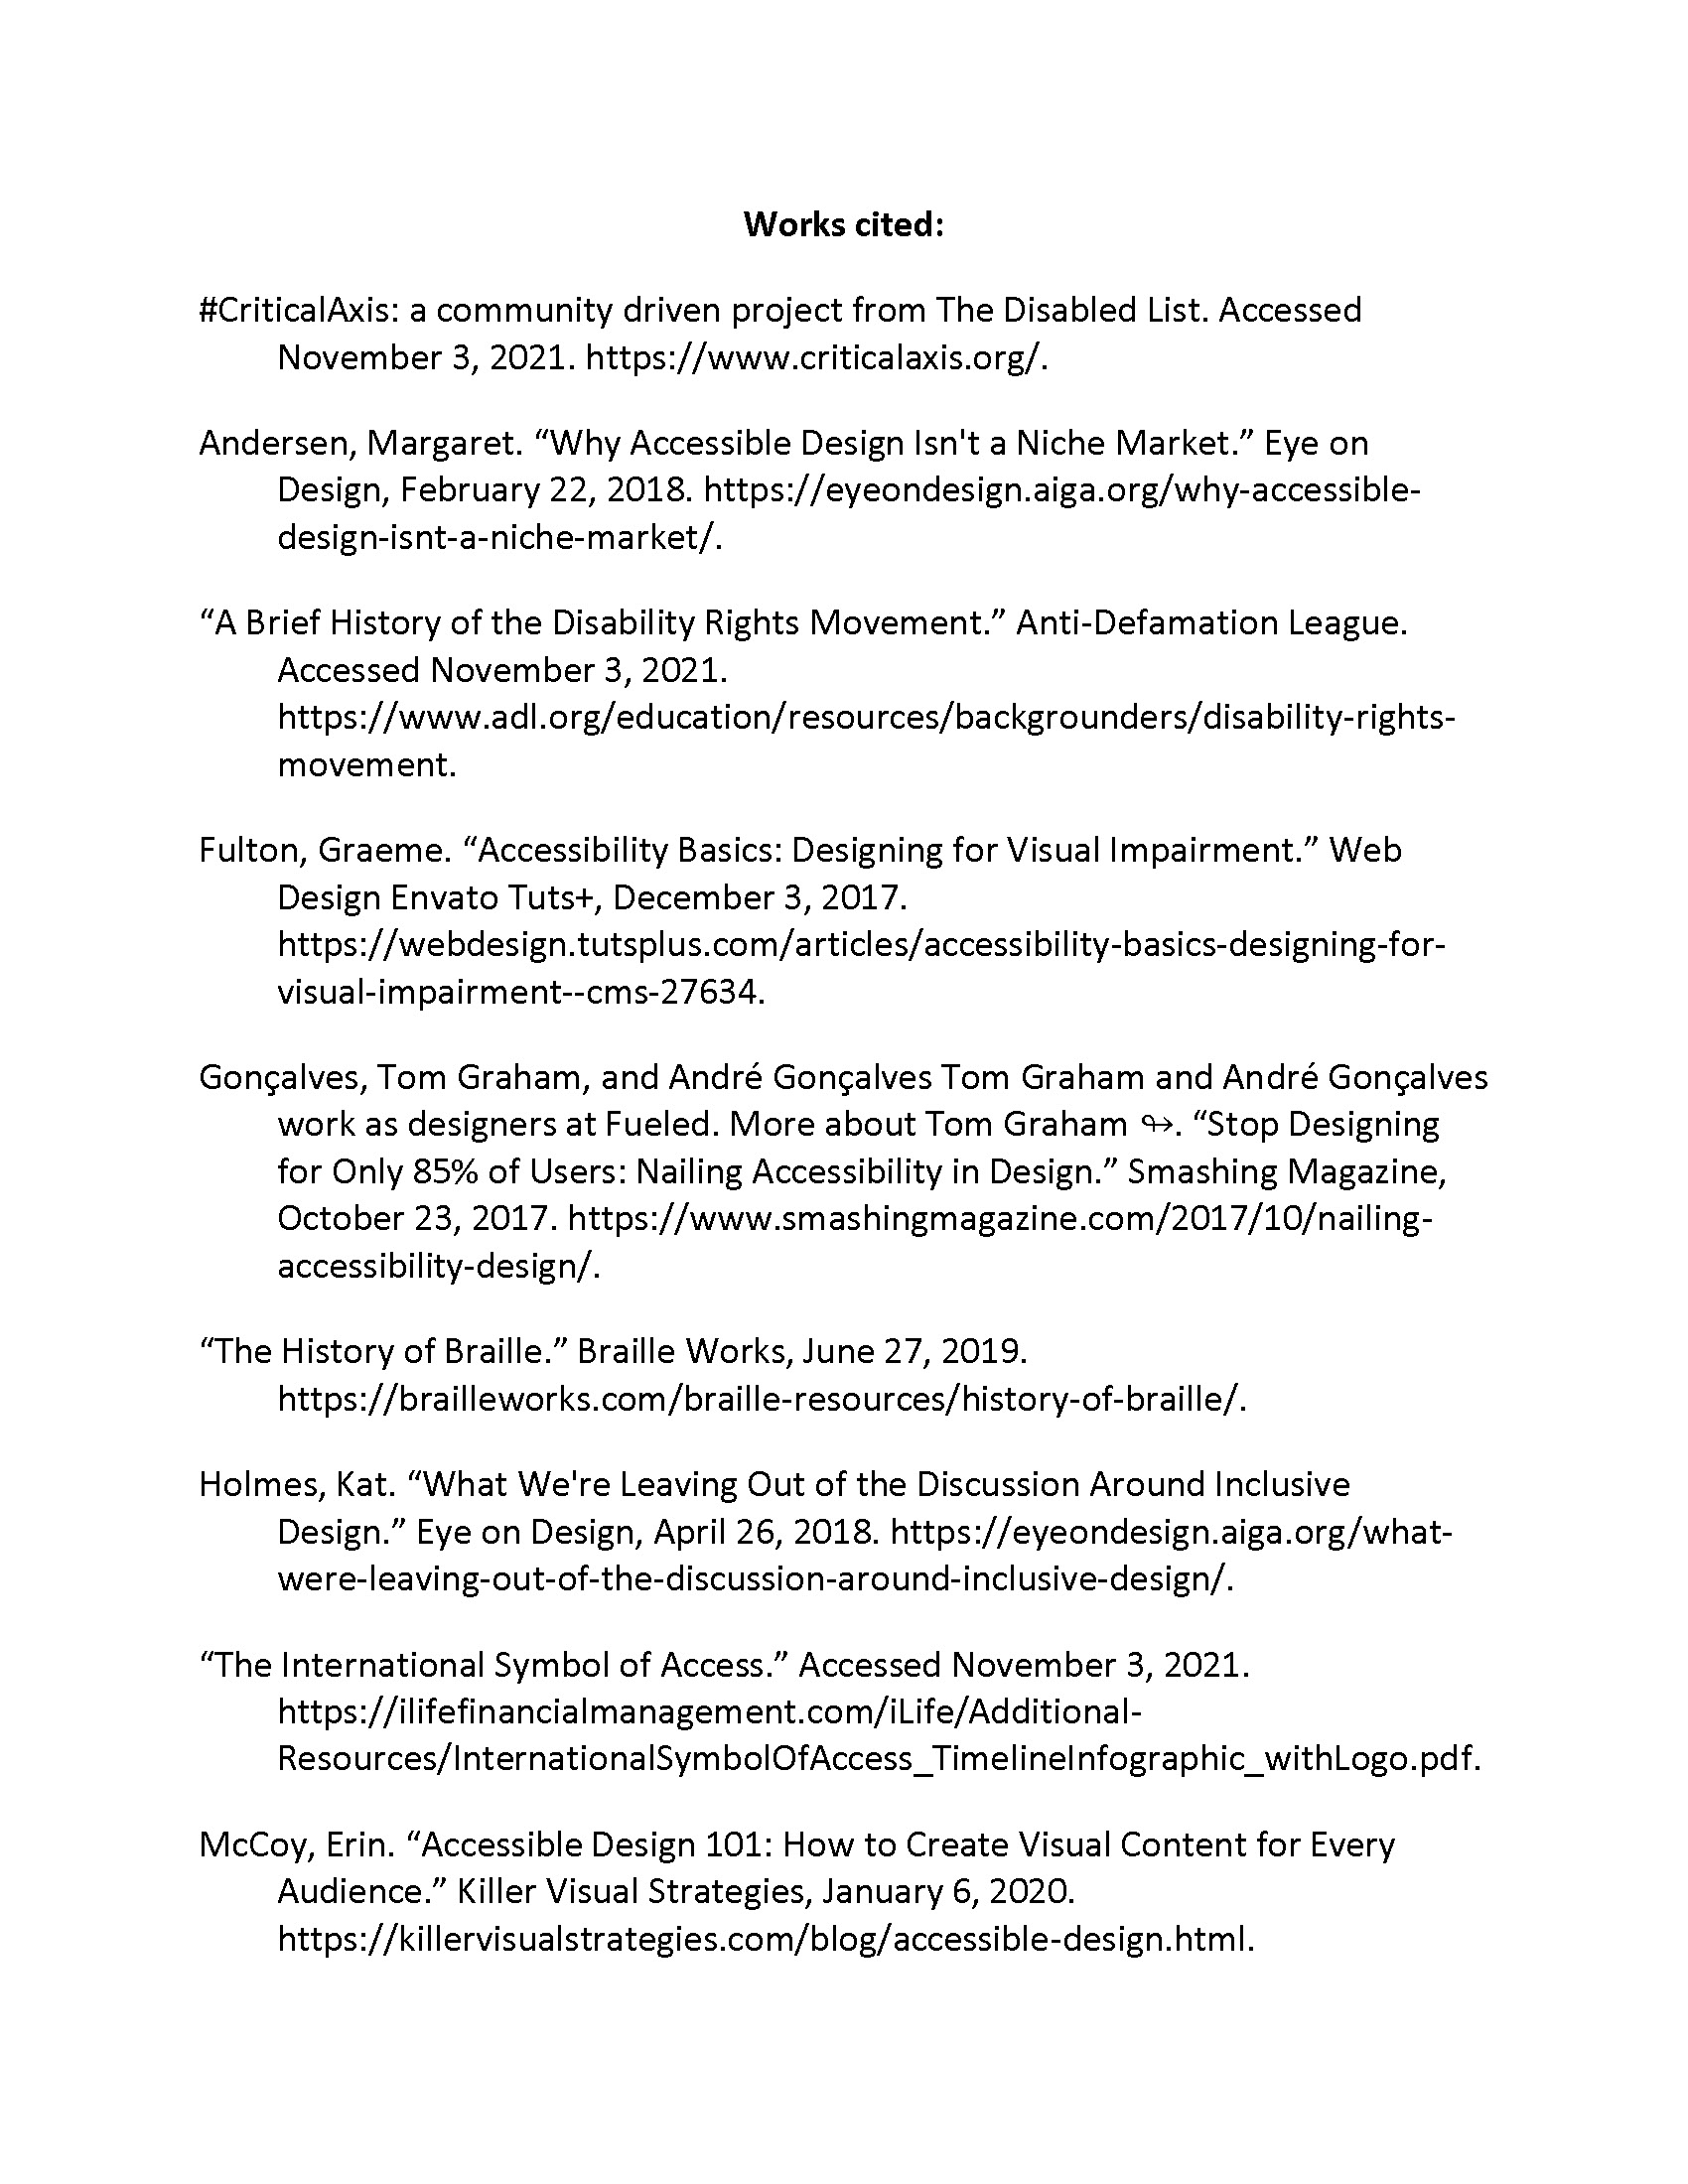 Works cited:
#CriticalAxis: a community driven project from The Disabled List. Accessed
November 3, 2021. https://www.criticalaxis.org/.
Andersen, Margaret. “Why Accessible Design Isn't a Niche Market.” Eye on
Design, February 22, 2018. https://eyeondesign.aiga.org/why-accessible-
design-isnt-a-niche-market/.
“A Brief History of the Disability Rights Movement.” Anti-Defamation League.
Accessed November 3, 2021.
https://www.adl.org/education/resources/backgrounders/disability-rights-
movement.
Fulton, Graeme. “Accessibility Basics: Designing for Visual Impairment.” Web
Design Envato Tuts+, December 3, 2017.
https://webdesign.tutsplus.com/articles/accessibility-basics-designing-for-
visual-impairment--cms-27634.
Gonçalves, Tom Graham, and André Gonçalves Tom Graham and André Gonçalves
work as designers at Fueled. More about Tom Graham ↬. “Stop Designing
for Only 85% of Users: Nailing Accessibility in Design.” Smashing Magazine,
October 23, 2017. https://www.smashingmagazine.com/2017/10/nailing-
accessibility-design/.
“The History of Braille.” Braille Works, June 27, 2019.
https://brailleworks.com/braille-resources/history-of-braille/.
Holmes, Kat. “What We're Leaving Out of the Discussion Around Inclusive
Design.” Eye on Design, April 26, 2018. https://eyeondesign.aiga.org/what-
were-leaving-out-of-the-discussion-around-inclusive-design/.
“The International Symbol of Access.” Accessed November 3, 2021.
https://ilifefinancialmanagement.com/iLife/Additional-
Resources/InternationalSymbolOfAccess_TimelineInfographic_withLogo.pdf.
McCoy, Erin. “Accessible Design 101: How to Create Visual Content for Every
Audience.” Killer Visual Strategies, January 6, 2020.
https://killervisualstrategies.com/blog/accessible-design.html.